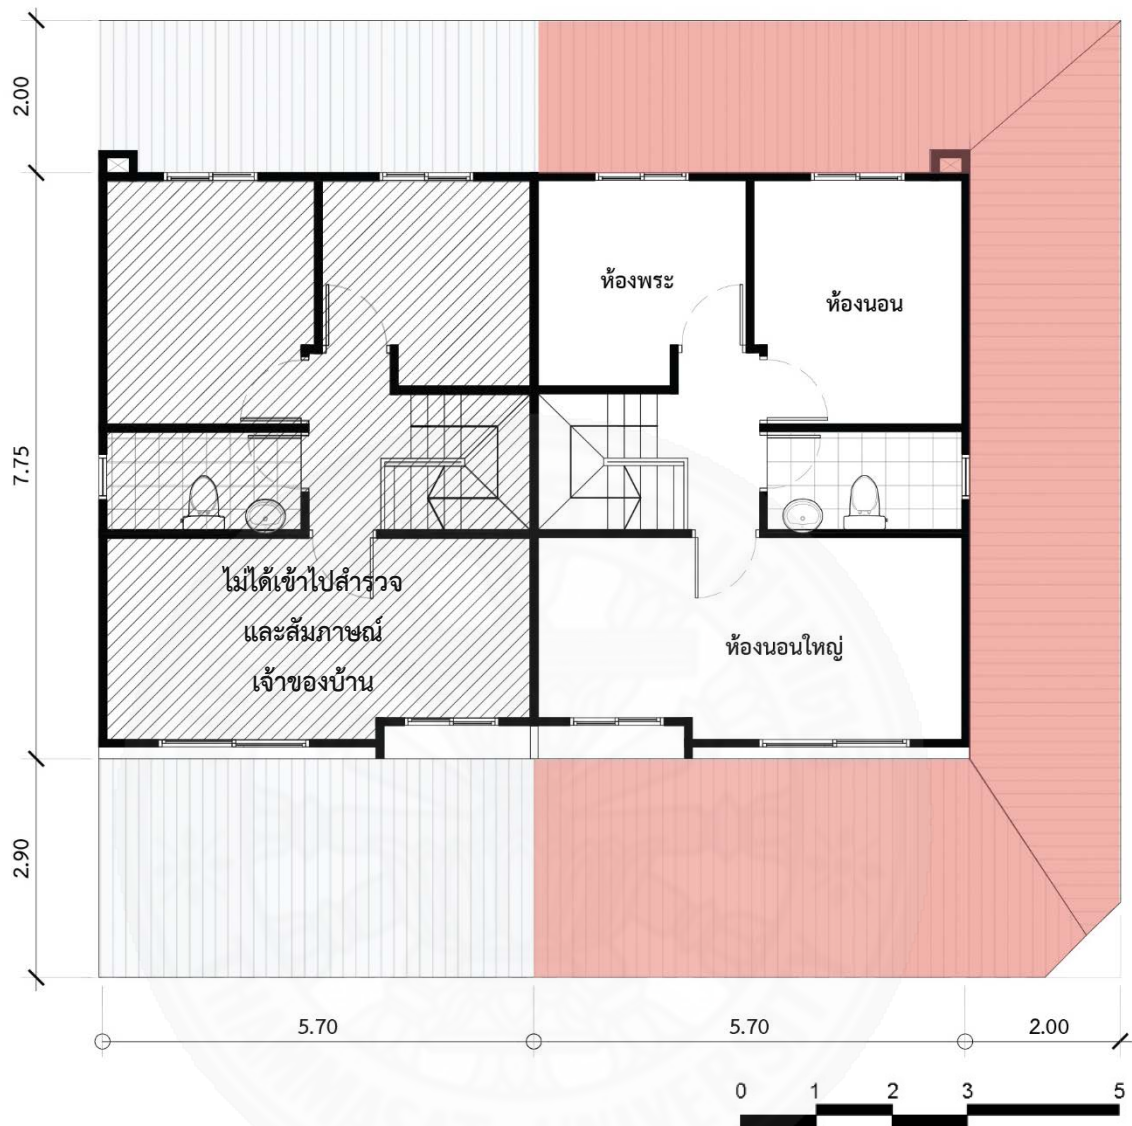 2.00
ห้องพระ
ห้องนอน
7.75
ไม่ได้เข้าไปสำรวจ
และสัมภาษณ์
เจ้าของบ้าน
ห้องนอนใหญ่
2.90
5.70
5.70
2.00
0 1 2 3 5